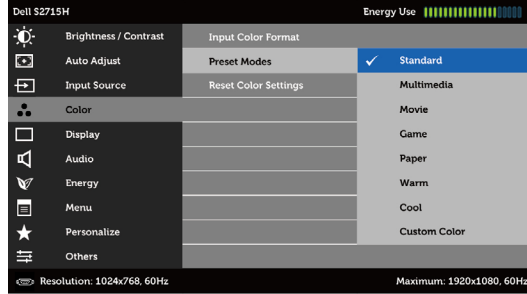 Dell S2715H
Energy Use
Brightness / Contrast
Input Color Format
Auto Adjust
Preset Modes
Standard
Input Source
Reset Color Settings
Multimedia
Color
Movie
Display
Game
Audio
Paper
Energy
Warm
Menu
Cool
Personalize
Custom Color
Others
Resolution: 1024x768, 60Hz
Maximum: 1920x1080, 60Hz